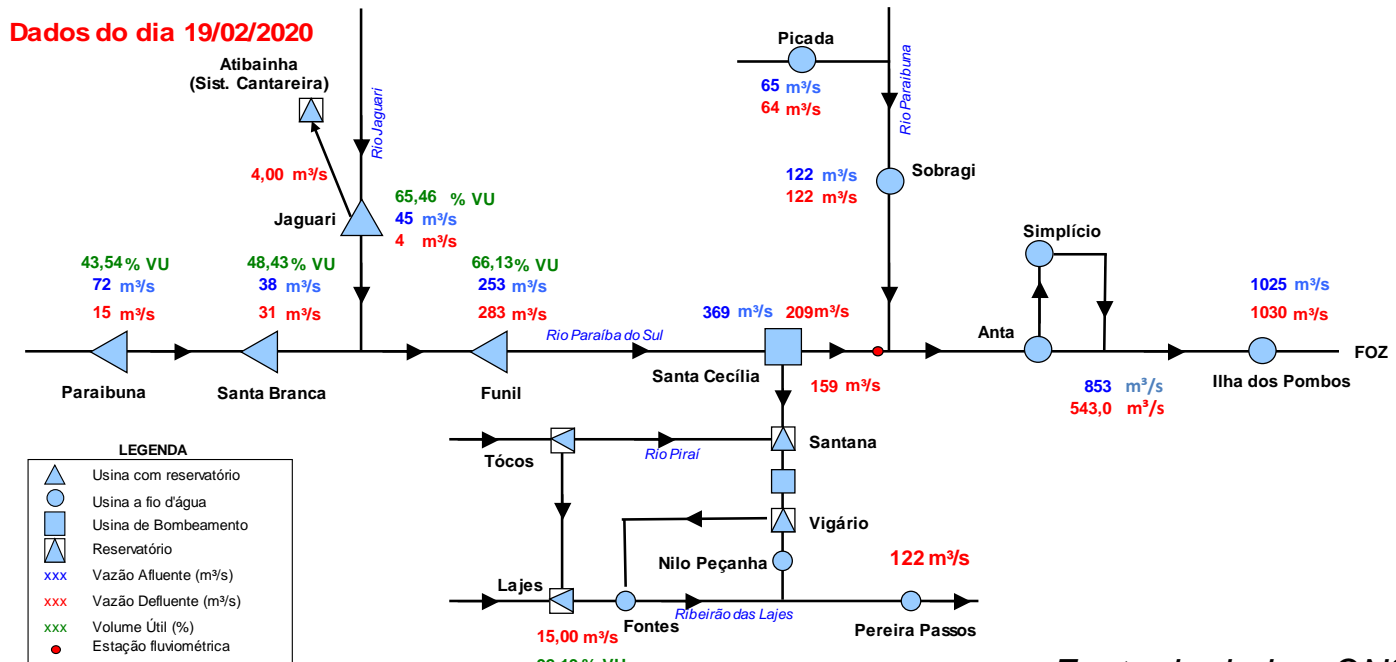 Dados do dia 19/02/2020
Atibainha
(Sist. Cantareira)
Rio Jaguari
4,00 m³/s
Jaguari
65,46 % VU
45 m³/s
4 m³/s
Picada
65 m³/s
64 m³/s
Rio Paraibuna
122 m³/s
122 m³/s
Sobragi
43,54 % VU
72 m³/s
15 m³/s
Paraibuna
48,43 % VU
38 m³/s
31 m³/s
Santa Branca
66,13 % VU
253 m³/s
283 m³/s
Funil
Rio Paraíba do Sul
369 m³/s 209 m³/s
Santa Cecília
159 m³/s
Simplício
Anta
853 m³/s
543,0 m³/s
1025 m³/s
1030 m³/s
Ilha dos Pombos
FOZ
Tócos
Rio Piraí
Santana
Vigário
Nilo Peçanha
122 m³/s
Lajes
15,00 m³/s
Fontes
Ribeirão das Lajes
Pereira Passos
LEGENDA
Usina com reservatório
Usina a fio d'água
Usina de Bombeamento
Reservatório
xxx Vazão Afluente (m³/s)
xxx Vazão Defluente (m³/s)
xxx Volume Útil (%)
Estação fluviométrica